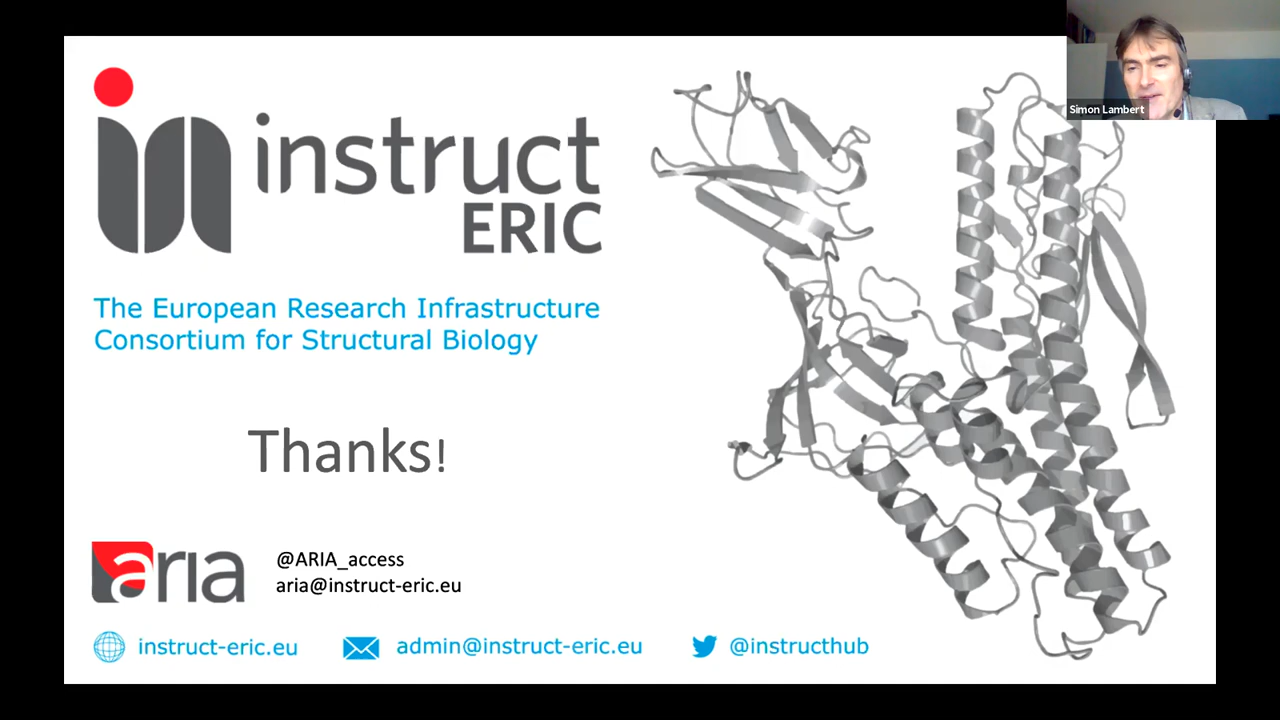 Simon Lambert
in instruct
ERIC
The European Research Infrastructure
Consortium for Structural Biology
Thanks!
aria
@ARIA_access
aria@instruct-eric.eu
instruct-eric.eu
admin@instruct-eric.eu
@instructhub